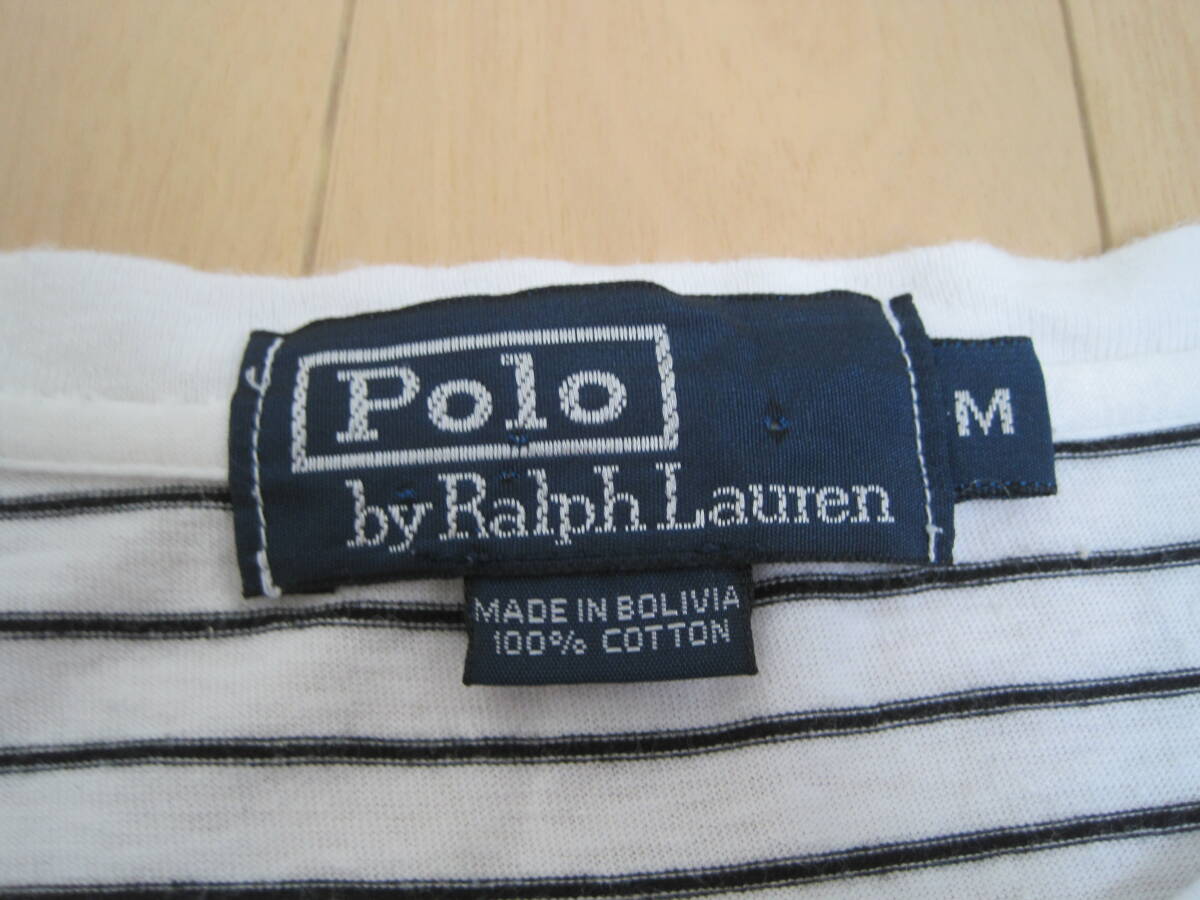 Polo
by Ralph Lauren
M
MADE IN BOLIVIA
100% COTTON